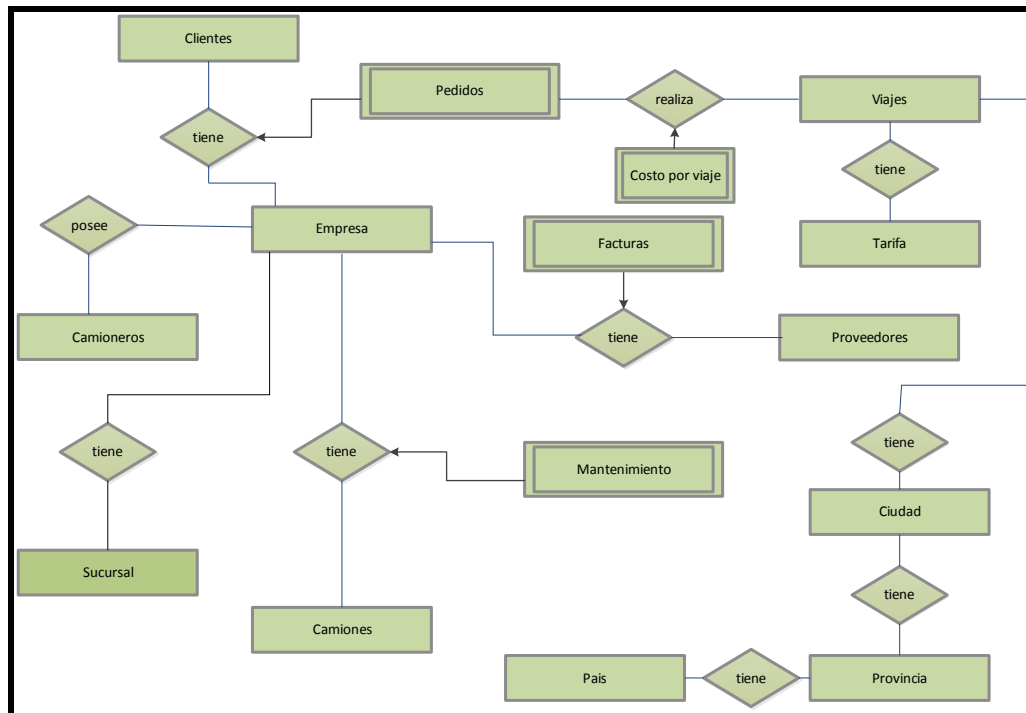 Clientes
Pedidos
realiza
Viajes
tiene
Costo por viaje
tiene
posee
Empresa
Facturas
Tarifa
Camioneros
tiene
Proveedores
tiene
tiene
Mantenimiento
tiene
Ciudad
Sucursal
tiene
Camiones
Pais
tiene
Provincia